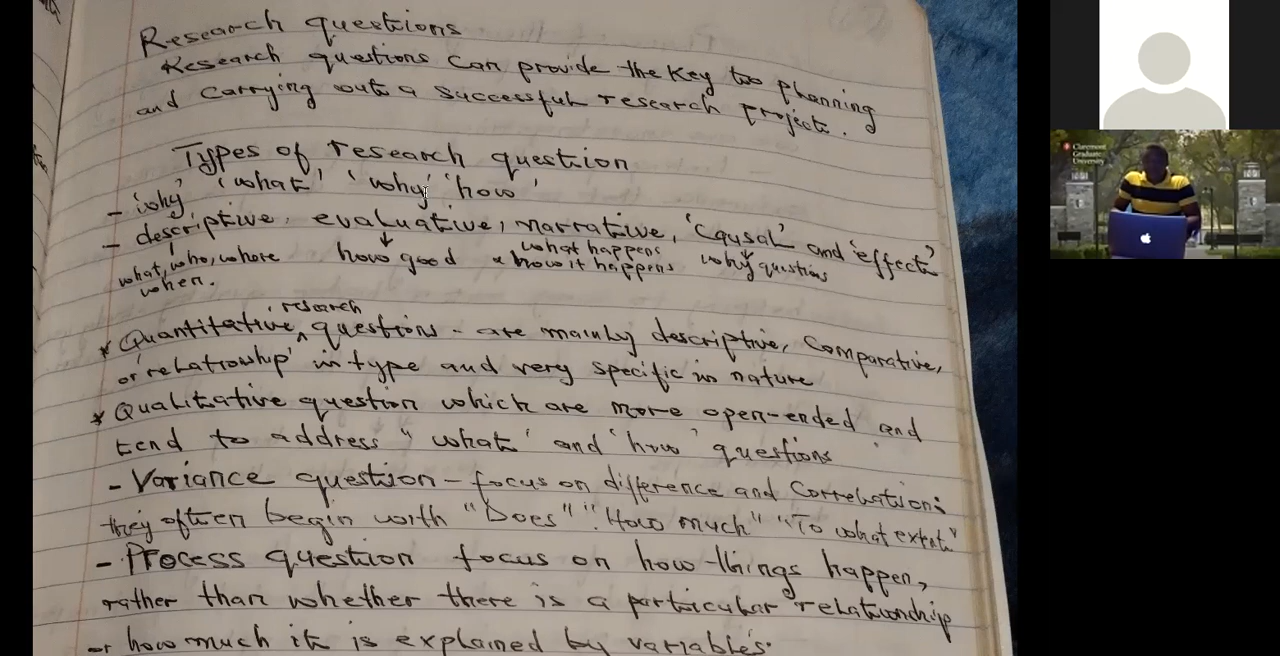 Research questions
Research questions can provide the key to planning
and carrying out a successful research project.
Types of research question
- 'why' 'what' 'why' 'how'
- descriptive, evaluative, narrative, 'causal' and 'effect'
what, who, where how good what happens
& how it happens why questions
when.
research
* Quantitative ^ questions - are mainly descriptive, comparative,
or 'relationship' in type and very specific in nature
* Qualitative question which are more open-ended and
tend to address "what' and 'how' questions
- Variance question - focus on difference and correlation;
they often begin with "Does" "How much" "To what extent"
- Process question focus on how things happen,
rather than whether there is a particular relationship
or how much it is explained by variables.
Claremont
Graduate
University